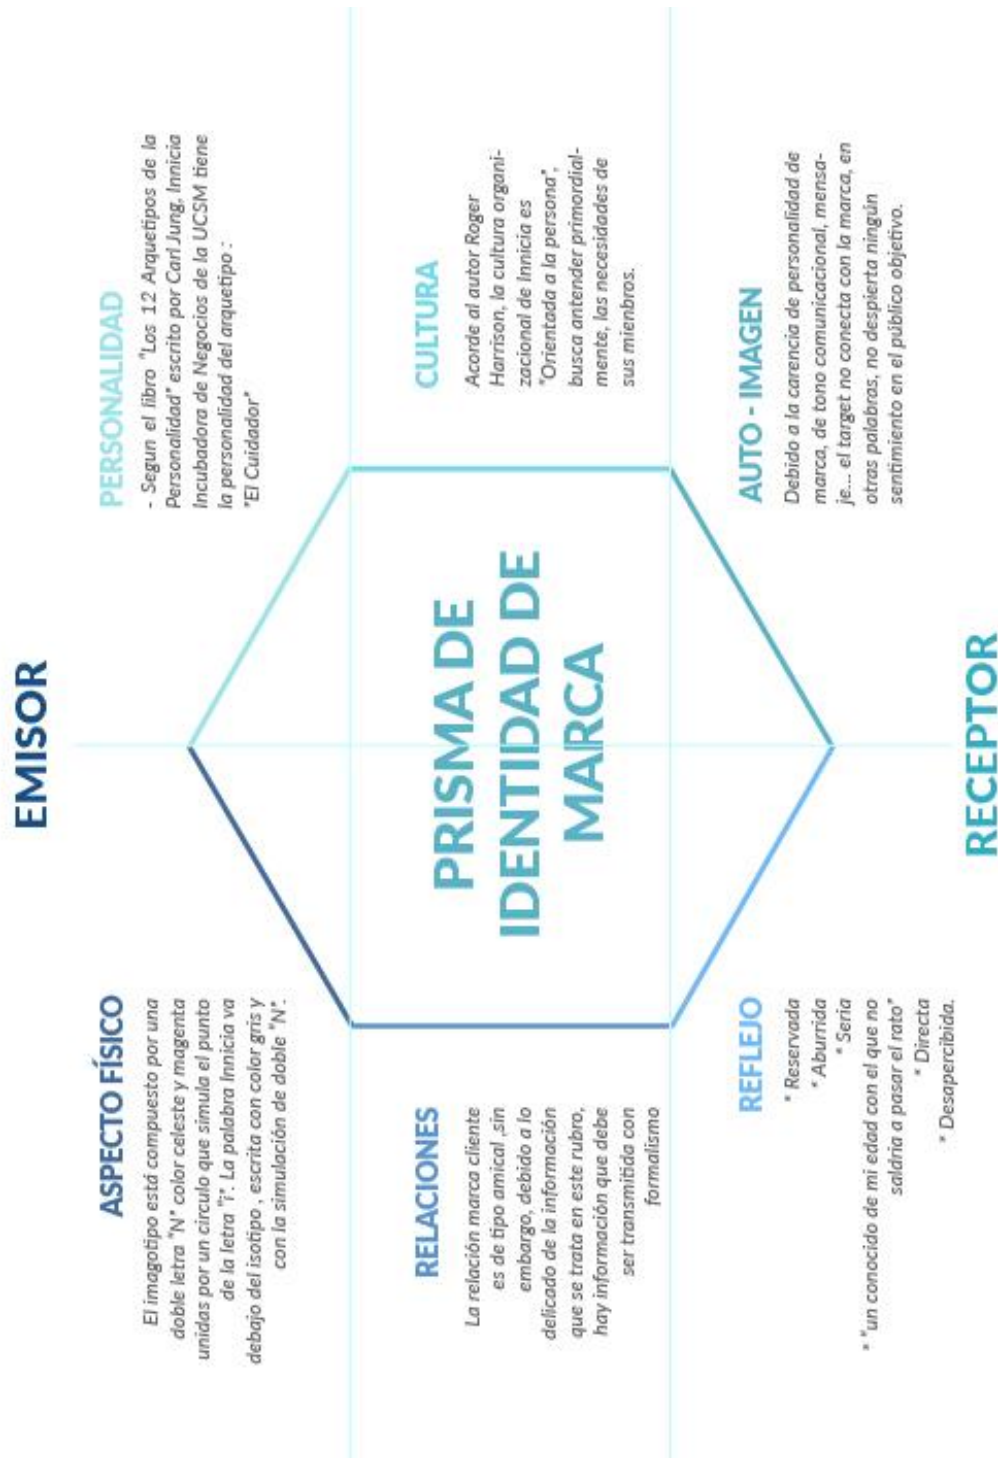 EMISOR
ASPECTO FÍSICO
El imagotipo está compuesto por una
doble letra "N" color celeste y magenta
unidas por un circulo que simula el punto
de la letra "i". La palabra Innicia va
debajo del isotipo , escrita con color gris y
con la simulación de doble "N".
PERSONALIDAD
- Segun el libro "Los 12 Arquetipos de la
Personalidad" escrito por Carl Jung, Innicia
Incubadora de Negocios de la UCSM tiene
la personalidad del arquetipo :
"El Cuidador"
RELACIONES
La relación marca cliente
es de tipo amical ,sin
embargo, debido a lo
delicado de la información
que se trata en este rubro,
hay información que debe
ser transmitida con
formalismo
PRISMA DE
IDENTIDAD DE
MARCA
CULTURA
Acorde al autor Roger
Harrison, la cultura organi-
zacional de Innicia es
"Orientada a la persona",
busca antender primordial-
mente, las necesidades de
sus mienbros.
REFLEJO
* Reservada
* Aburrida
* Seria
* "un conocido de mi edad con el que no
saldría a pasar el rato"
* Directa
* Desapercibida.
AUTO - IMAGEN
Debido a la carencia de personalidad de
marca, de tono comunicacional, mensa-
je... el target no conecta con la marca, en
otras palabras, no despierta ningún
sentimiento en el público objetivo.
RECEPTOR